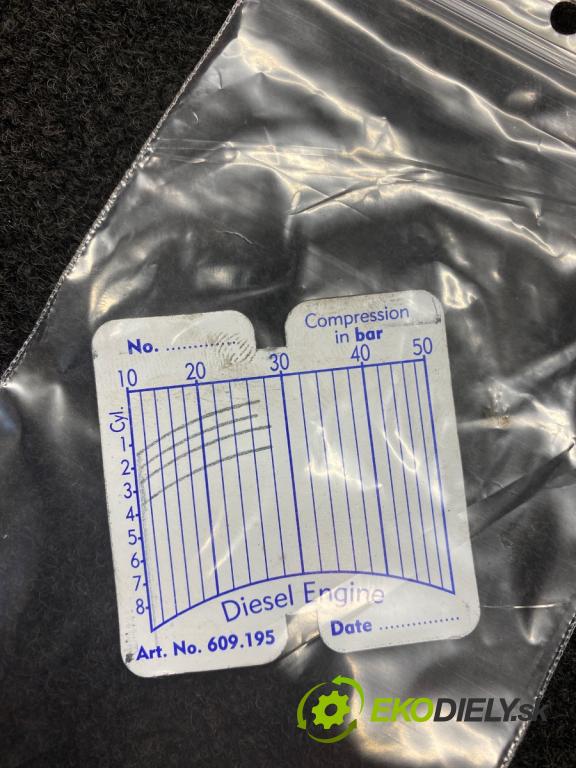 No. ..............
Compression
in bar
10 20 30 40 50
Cyl.
1
2
3
4
5
6
7
8
Diesel Engine
Art. No. 609.195
Date ................
EKODIELY.sk